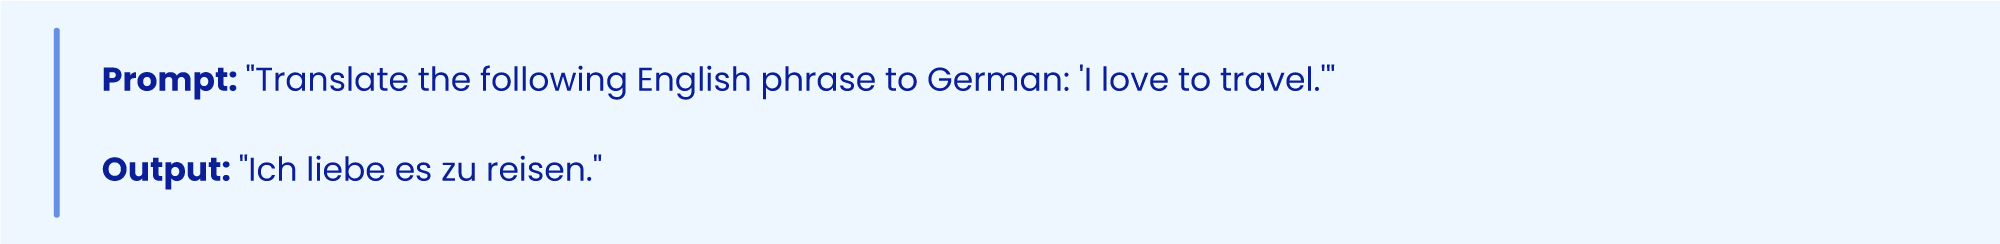 Prompt: "Translate the following English phrase to German: 'I love to travel.'"
Output: "Ich liebe es zu reisen."